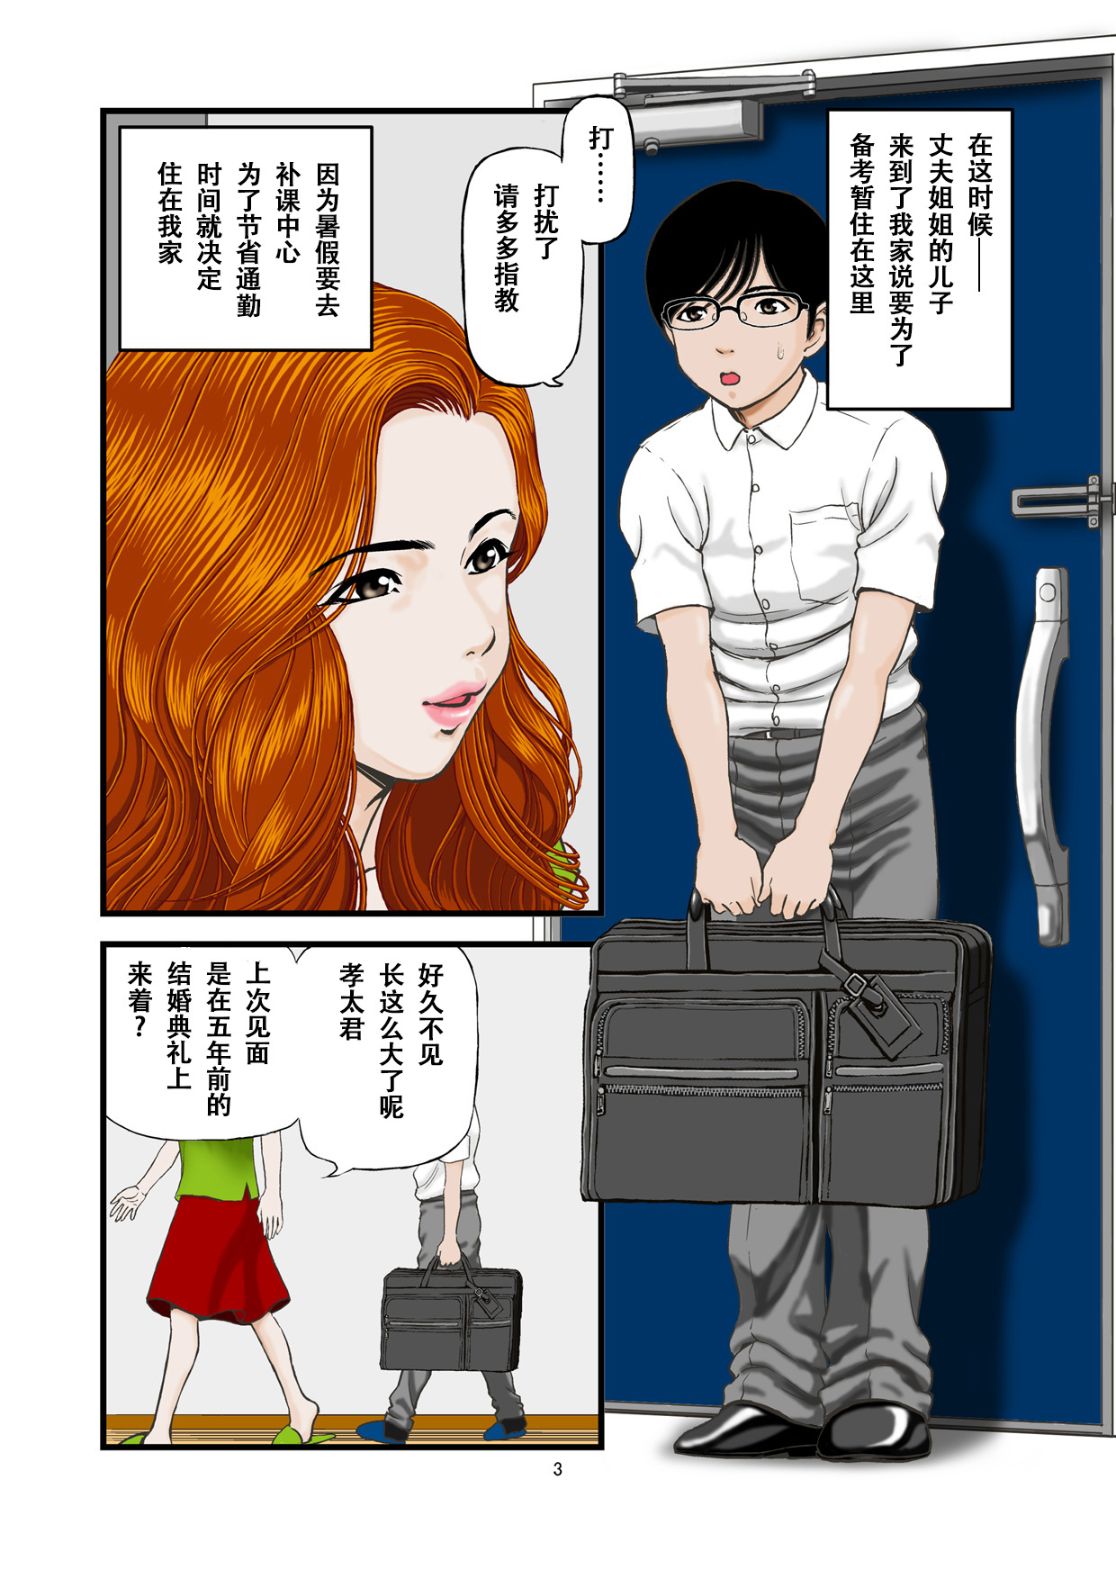 在这时候——
丈夫姐姐的儿子
来到了我家说要为了
备考暂住在这里
打……
打扰了
请多多指教
因为暑假要去
补课中心
为了节省通勤
时间就决定
住在我家
好久不见
长这么大了呢
孝太君
上次见面
是在五年前的
结婚典礼上
来着？
3